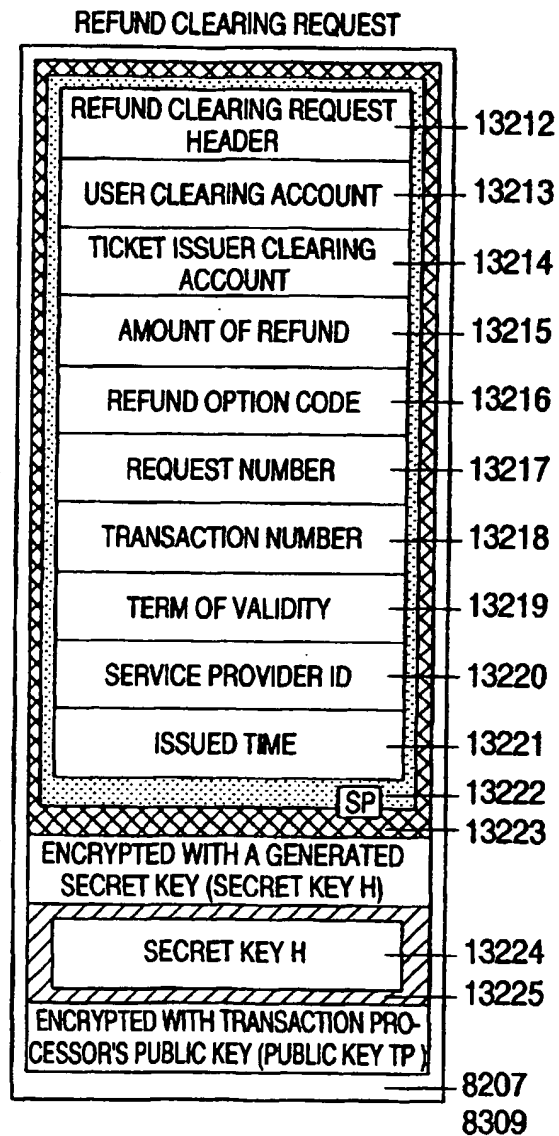 REFUND CLEARING REQUEST
REFUND CLEARING REQUEST
HEADER
13212
USER CLEARING ACCOUNT
13213
TICKET ISSUER CLEARING
ACCOUNT
13214
AMOUNT OF REFUND
13215
REFUND OPTION CODE
13216
REQUEST NUMBER
13217
TRANSACTION NUMBER
13218
TERM OF VALIDITY
13219
SERVICE PROVIDER ID
13220
ISSUED TIME
13221
SP
13222
13223
ENCRYPTED WITH A GENERATED
SECRET KEY (SECRET KEY H)
SECRET KEY H
13224
13225
ENCRYPTED WITH TRANSACTION PRO-
CESSOR'S PUBLIC KEY (PUBLIC KEY TP )
8207
8309